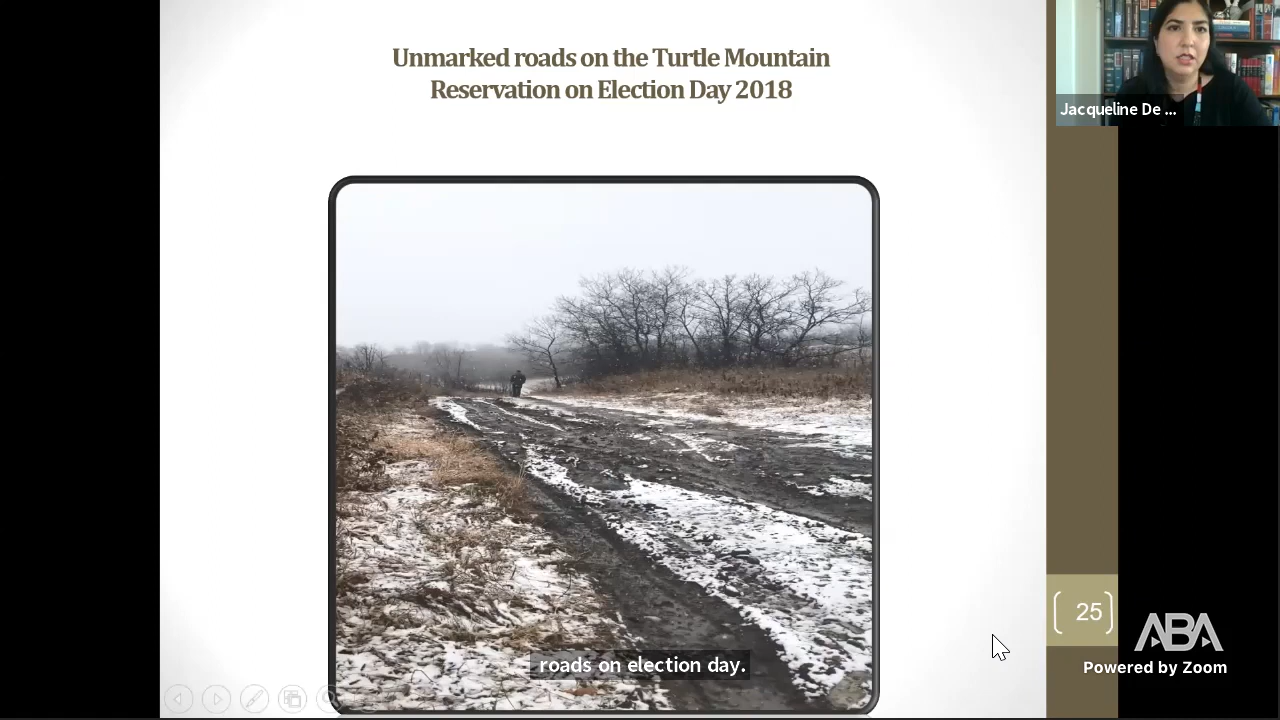 Unmarked roads on the Turtle Mountain
Reservation on Election Day 2018
Jacqueline De ...
25
ABA
Powered by Zoom
roads on election day.